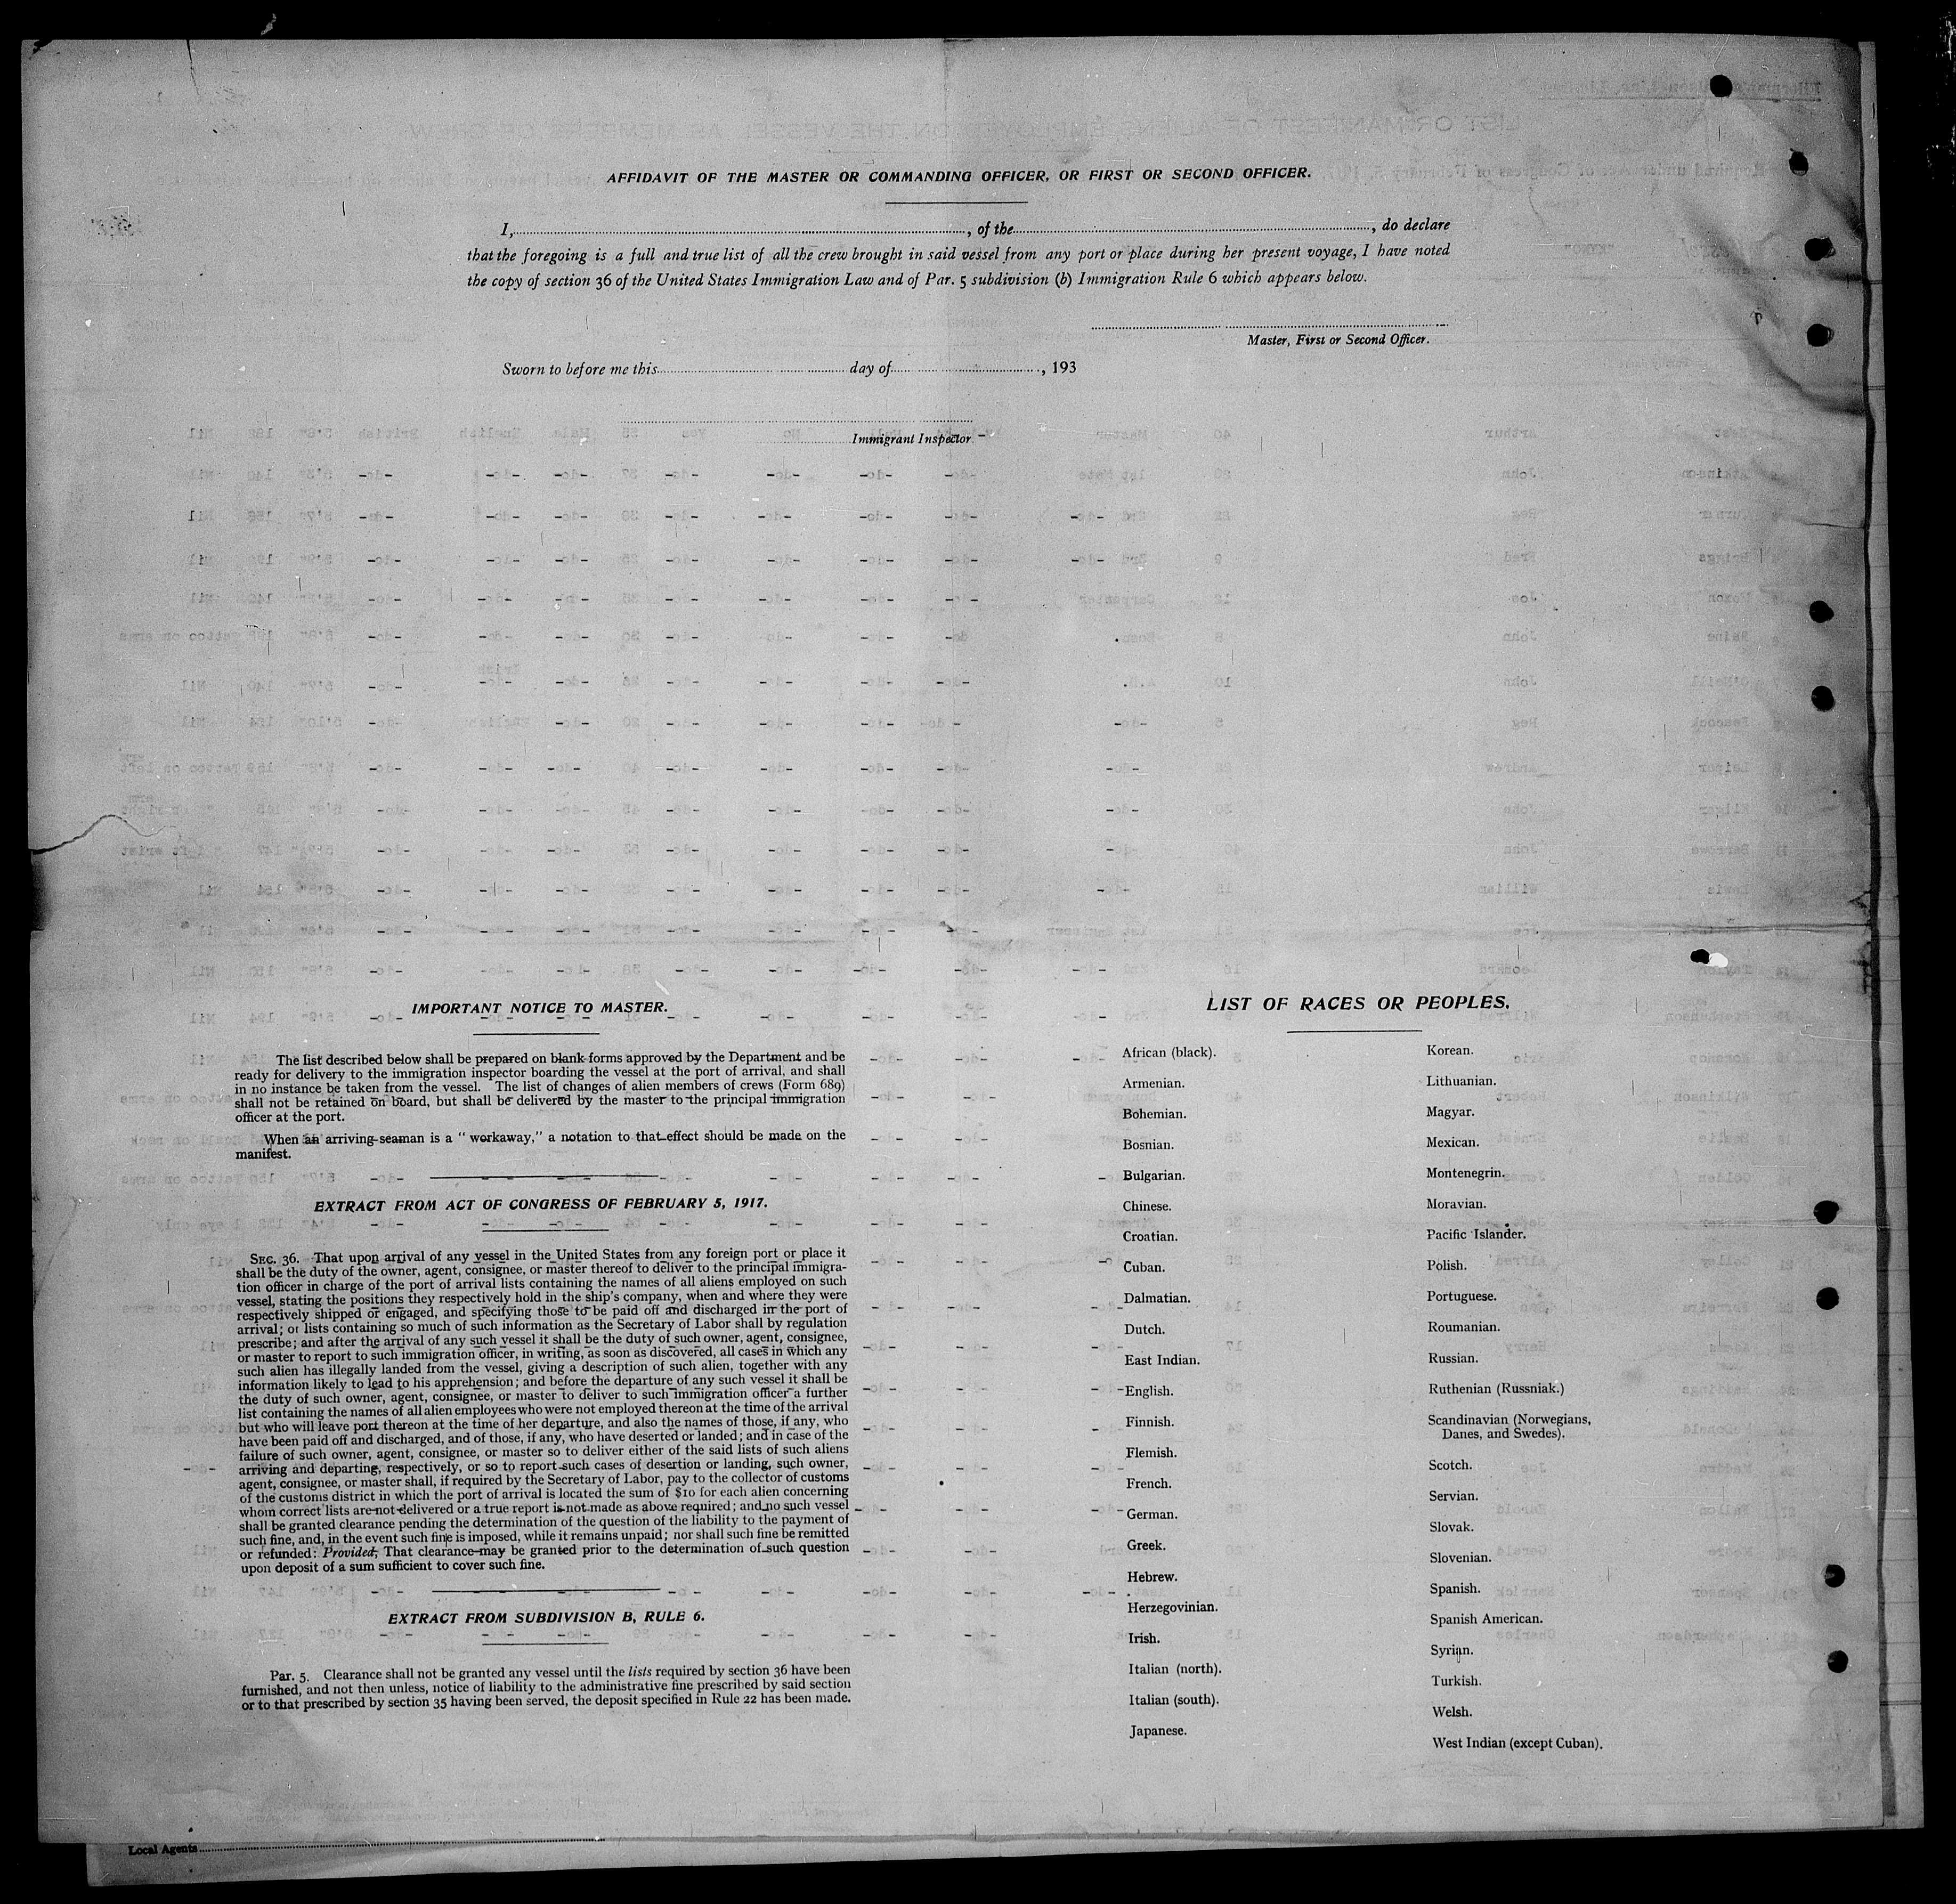 AFFIDAVIT OF THE MASTER OR COMMANDING OFFICER, OR FIRST OR SECOND OFFICER.
I, , of the , do declare
that the foregoing is a full and true list of all the crew brought in said vessel from any port or place during her present voyage, I have noted
the copy of section 36 of the United States Immigration Law and of Par. 5 subdivision (b) Immigration Rule 6 which appears below.
Master, First or Second Officer.
Sworn to before me this day of , 193
Immigrant Inspector
IMPORTANT NOTICE TO MASTER.
The list described below shall be prepared on blank forms approved by the Department and be
ready for delivery to the immigration inspector boarding the vessel at the port of arrival, and shall
in no instance be taken from the vessel. The list of changes of alien members of crews (Form 689)
shall not be retained on board, but shall be delivered by the master to the principal immigration
officer at the port.
When an arriving seaman is a "workaway," a notation to that effect should be made on the
manifest.
EXTRACT FROM ACT OF CONGRESS OF FEBRUARY 5, 1917.
SEC. 36. That upon arrival of any vessel in the United States from any foreign port or place it
shall be the duty of the owner, agent, consignee, or master thereof to deliver to the principal immigra-
tion officer in charge of the port of arrival lists containing the names of all aliens employed on such
vessel, stating the positions they respectively hold in the ship's company, when and where they were
respectively shipped or engaged, and specifying those to be paid off and discharged in the port of
arrival; or lists containing so much of such information as the Secretary of Labor shall by regulation
prescribe; and after the arrival of any such vessel it shall be the duty of such owner, agent, consignee,
or master to report to such immigration officer, in writing, as soon as discovered, all cases in which any
such alien has illegally landed from the vessel, giving a description of such alien, together with any
information likely to lead to his apprehension; and before the departure of any such vessel it shall be
the duty of such owner, agent, consignee, or master to deliver to such immigration officer a further
list containing the names of all alien employees who were not employed thereon at the time of the arrival
but who will leave port thereon at the time of her departure, and also the names of those, if any, who
have been paid off and discharged, and of those, if any, who have deserted or landed; and in case of the
failure of such owner, agent, consignee, or master so to deliver either of the said lists of such aliens
arriving and departing, respectively, or so to report such cases of desertion or landing, such owner,
agent, consignee, or master shall, if required by the Secretary of Labor, pay to the collector of customs
of the customs district in which the port of arrival is located the sum of $10 for each alien concerning
whom correct lists are not delivered or a true report is not made as above required; and no such vessel
shall be granted clearance pending the determination of the question of the liability to the payment of
such fine, and, in the event such fine is imposed, while it remains unpaid; nor shall such fine be remitted
or refunded: Provided, That clearance may be granted prior to the determination of such question
upon deposit of a sum sufficient to cover such fine.
EXTRACT FROM SUBDIVISION B, RULE 6.
Par. 5. Clearance shall not be granted any vessel until the lists required by section 36 have been
furnished, and not then unless, notice of liability to the administrative fine prescribed by said section
or to that prescribed by section 35 having been served, the deposit specified in Rule 22 has been made.
LIST OF RACES OR PEOPLES.
African (black).
Armenian.
Bohemian.
Bosnian.
Bulgarian.
Chinese.
Croatian.
Cuban.
Dalmatian.
Dutch.
East Indian.
English.
Finnish.
Flemish.
French.
German.
Greek.
Hebrew.
Herzegovinian.
Irish.
Italian (north).
Italian (south).
Japanese.
Korean.
Lithuanian.
Magyar.
Mexican.
Montenegrin.
Moravian.
Pacific Islander.
Polish.
Portuguese.
Roumanian.
Russian.
Ruthenian (Russniak.)
Scandinavian (Norwegians,
Danes, and Swedes).
Scotch.
Servian.
Slovak.
Slovenian.
Spanish.
Spanish American.
Syrian.
Turkish.
Welsh.
West Indian (except Cuban).
Local Agents